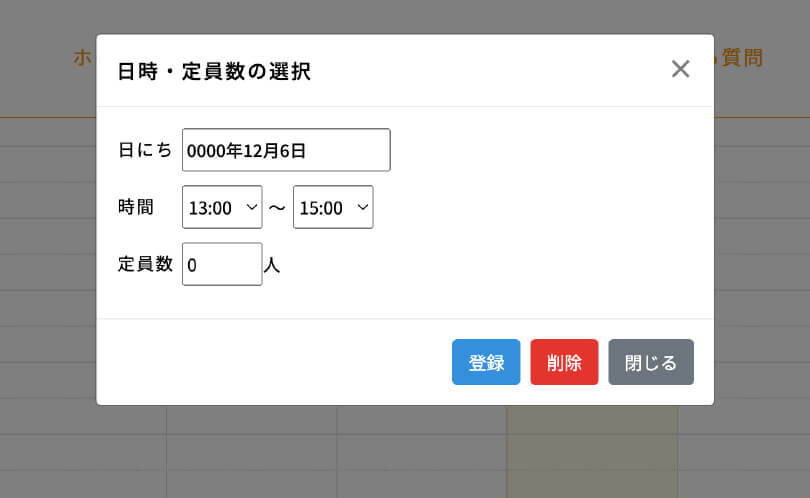 ホ
質問
日時・定員数の選択
日にち 0000年12月6日
時間 13:00 ～ 15:00
定員数 0 人
登録 削除 閉じる